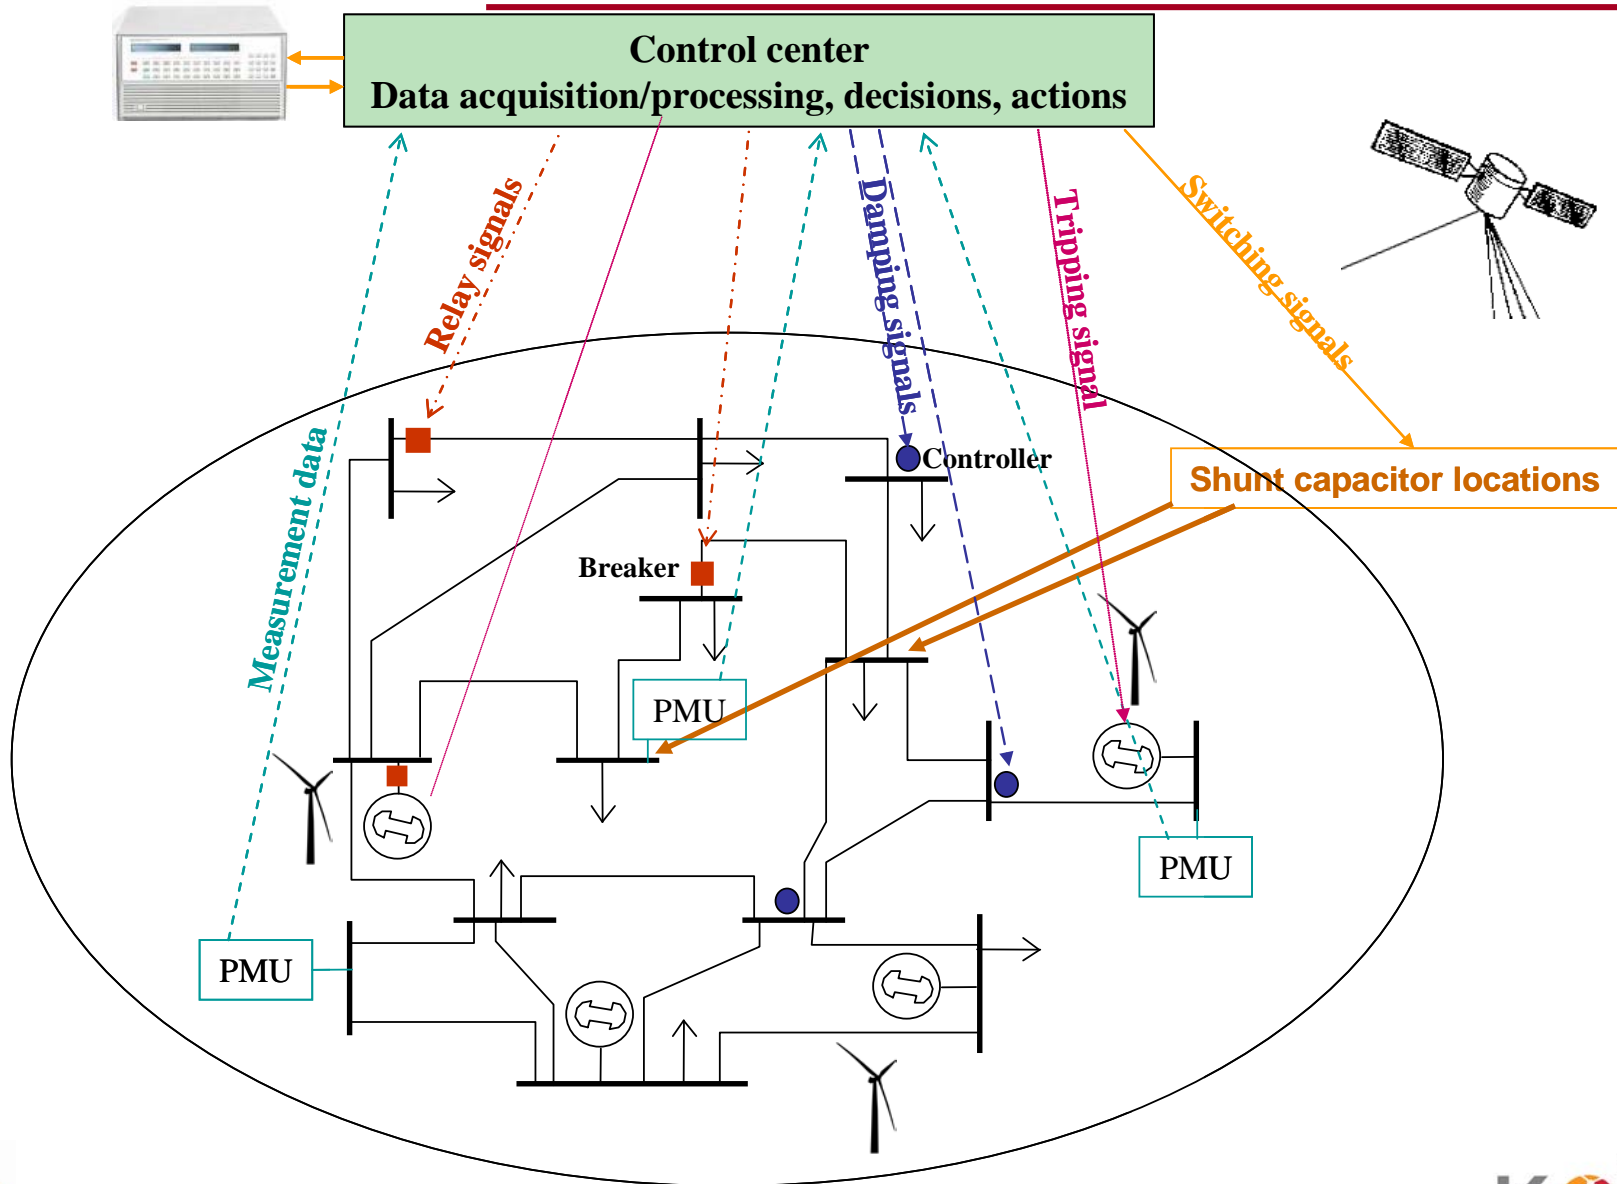 Control center
Data acquisition/processing, decisions, actions
Relay signals
Damping signals
Tripping signal
Switching signals
Measurement data
Controller
Shunt capacitor locations
Breaker
PMU
PMU
PMU